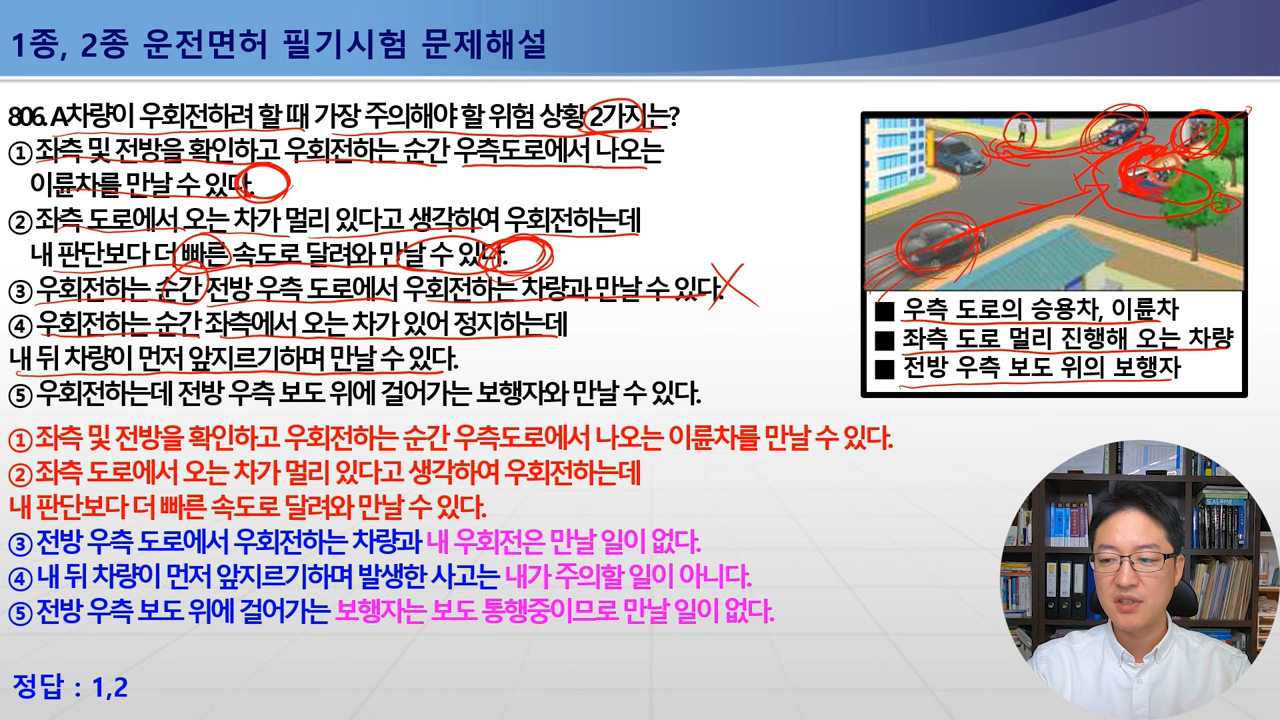 1종, 2종 운전면허 필기시험 문제해설
806. A차량이 우회전하려 할 때 가장 주의해야 할 위험 상황 2가지는?
① 좌측 및 전방을 확인하고 우회전하는 순간 우측도로에서 나오는
이륜차를 만날 수 있다.
② 좌측 도로에서 오는 차가 멀리 있다고 생각하여 우회전하는데
내 판단보다 더 빠른 속도로 달려와 만날 수 있다.
③ 우회전하는 순간 전방 우측 도로에서 우회전하는 차량과 만날 수 있다.
④ 우회전하는 순간 좌측에서 오는 차가 있어 정지하는데
내 뒤 차량이 먼저 앞지르기하며 만날 수 있다.
⑤ 우회전하는데 전방 우측 보도 위에 걸어가는 보행자와 만날 수 있다.
■ 우측 도로의 승용차, 이륜차
■ 좌측 도로 멀리 진행해 오는 차량
■ 전방 우측 보도 위의 보행자
① 좌측 및 전방을 확인하고 우회전하는 순간 우측도로에서 나오는 이륜차를 만날 수 있다.
② 좌측 도로에서 오는 차가 멀리 있다고 생각하여 우회전하는데
내 판단보다 더 빠른 속도로 달려와 만날 수 있다.
③ 전방 우측 도로에서 우회전하는 차량과 내 우회전은 만날 일이 없다.
④ 내 뒤 차량이 먼저 앞지르기하며 발생한 사고는 내가 주의할 일이 아니다.
⑤ 전방 우측 보도 위에 걸어가는 보행자는 보도 통행중이므로 만날 일이 없다.
정답 : 1,2